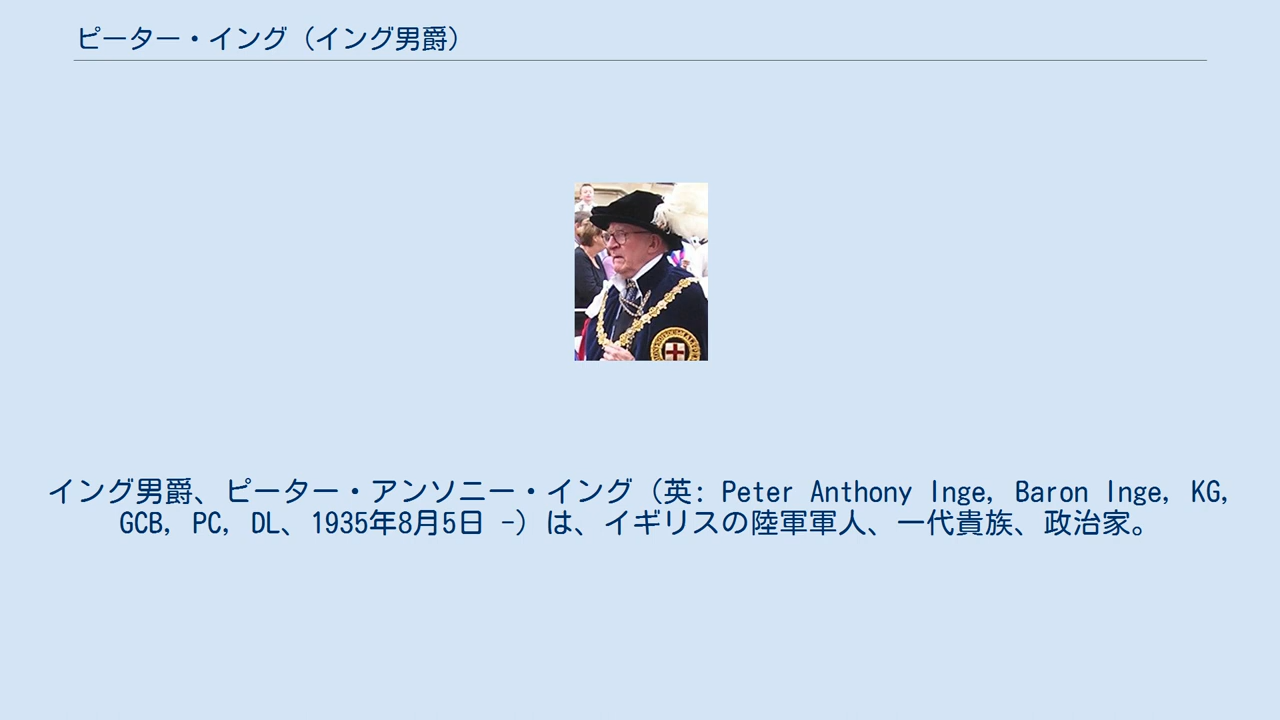 ピーター・イング（イング男爵）
イング男爵、ピーター・アンソニー・イング（英: Peter Anthony Inge, Baron Inge, KG,
GCB, PC, DL、1935年8月5日 -）は、イギリスの陸軍軍人、一代貴族、政治家。